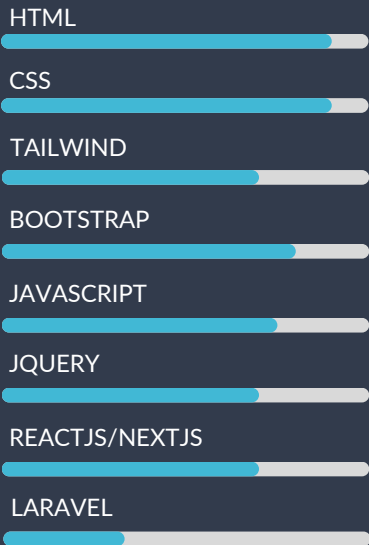 HTML
CSS
TAILWIND
BOOTSTRAP
JAVASCRIPT
JQUERY
REACTJS/NEXTJS
LARAVEL